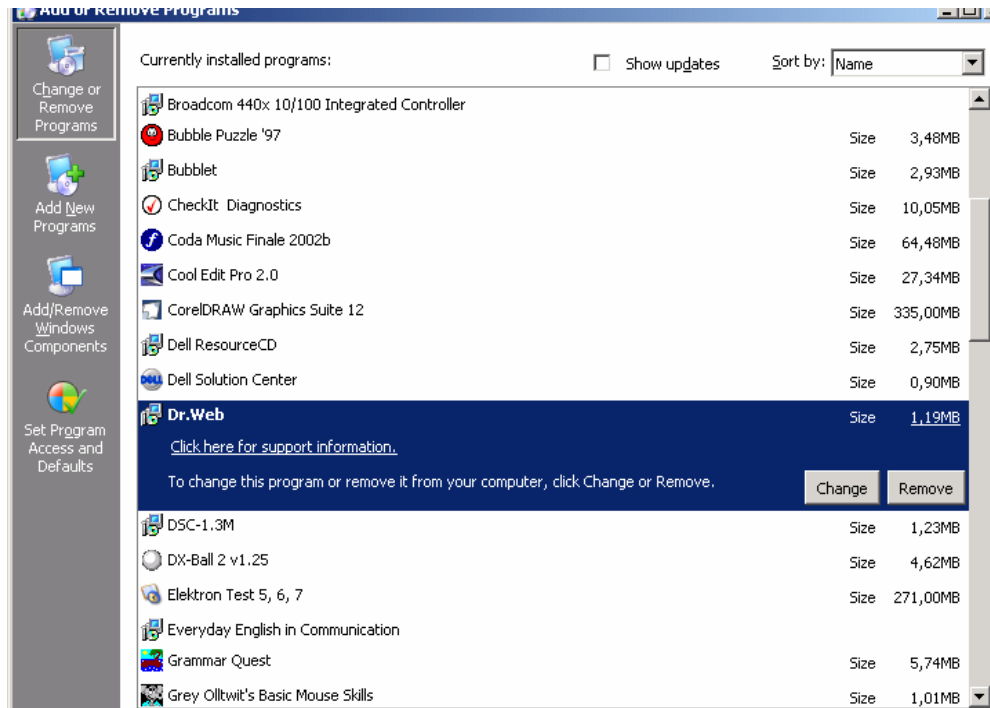 Add or Remove Programs
Change or
Remove
Programs
Add New
Programs
Add/Remove
Windows
Components
Set Program
Access and
Defaults
Currently installed programs:
Show updates
Sort by: Name
Broadcom 440x 10/100 Integrated Controller
Bubble Puzzle '97 Size 3,48MB
Bubblet Size 2,93MB
CheckIt Diagnostics Size 10,05MB
Coda Music Finale 2002b Size 64,48MB
Cool Edit Pro 2.0 Size 27,34MB
CorelDRAW Graphics Suite 12 Size 335,00MB
Dell ResourceCD Size 2,75MB
DELL Dell Solution Center Size 0,90MB
Dr.Web Size 1,19MB
Click here for support information.
To change this program or remove it from your computer, click Change or Remove. Change Remove
DSC-1.3M Size 1,23MB
DX-Ball 2 v1.25 Size 4,62MB
Elektron Test 5, 6, 7 Size 271,00MB
Everyday English in Communication
Grammar Quest Size 5,74MB
Grey Olltwit's Basic Mouse Skills Size 1,01MB